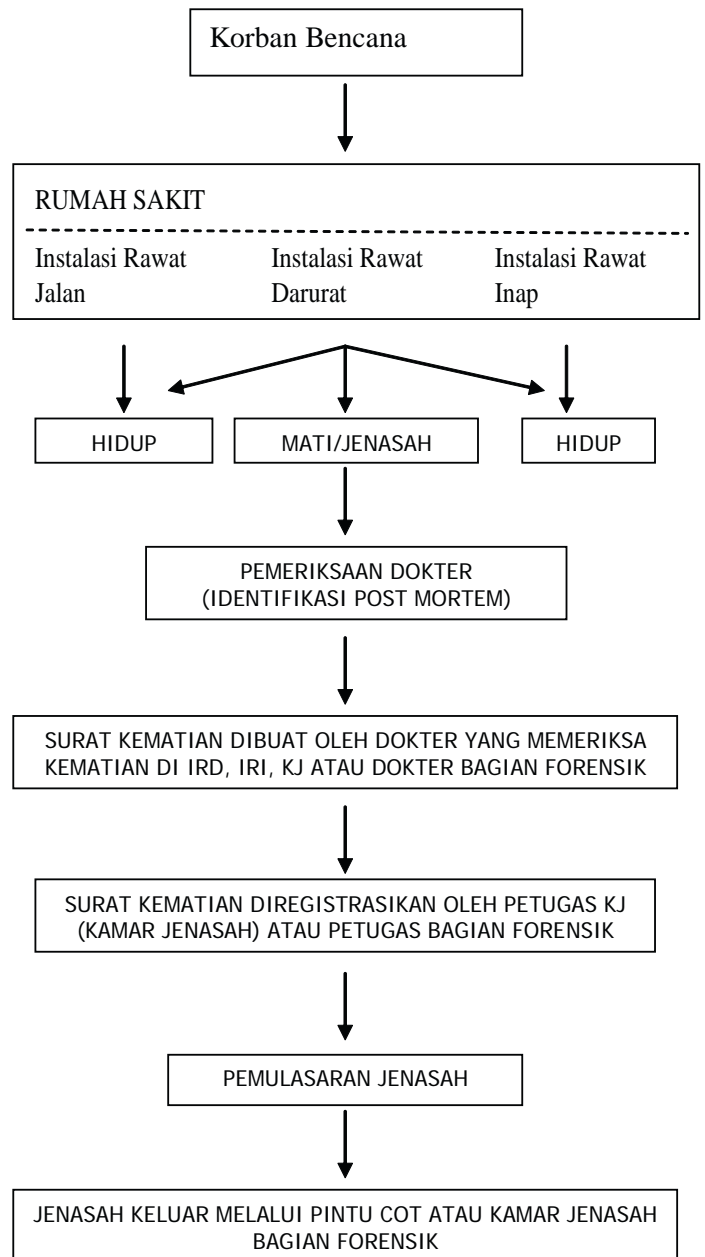 Korban Bencana
RUMAH SAKIT
Instalasi Rawat Jalan
Instalasi Rawat Darurat
Instalasi Rawat Inap
HIDUP
MATI/JENASAH
HIDUP
PEMERIKSAAN DOKTER
(IDENTIFIKASI POST MORTEM)
SURAT KEMATIAN DIBUAT OLEH DOKTER YANG MEMERIKSA
KEMATIAN DI IRD, IRI, KJ ATAU DOKTER BAGIAN FORENSIK
SURAT KEMATIAN DIREGISTRASIKAN OLEH PETUGAS KJ
(KAMAR JENASAH) ATAU PETUGAS BAGIAN FORENSIK
PEMULASARAN JENASAH
JENASAH KELUAR MELALUI PINTU COT ATAU KAMAR JENASAH
BAGIAN FORENSIK